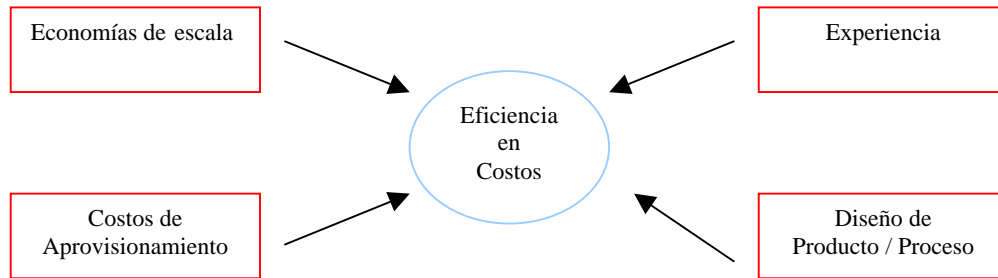 Economías de escala
Experiencia
Eficiencia
en
Costos
Costos de
Aprovisionamiento
Diseño de
Producto / Proceso